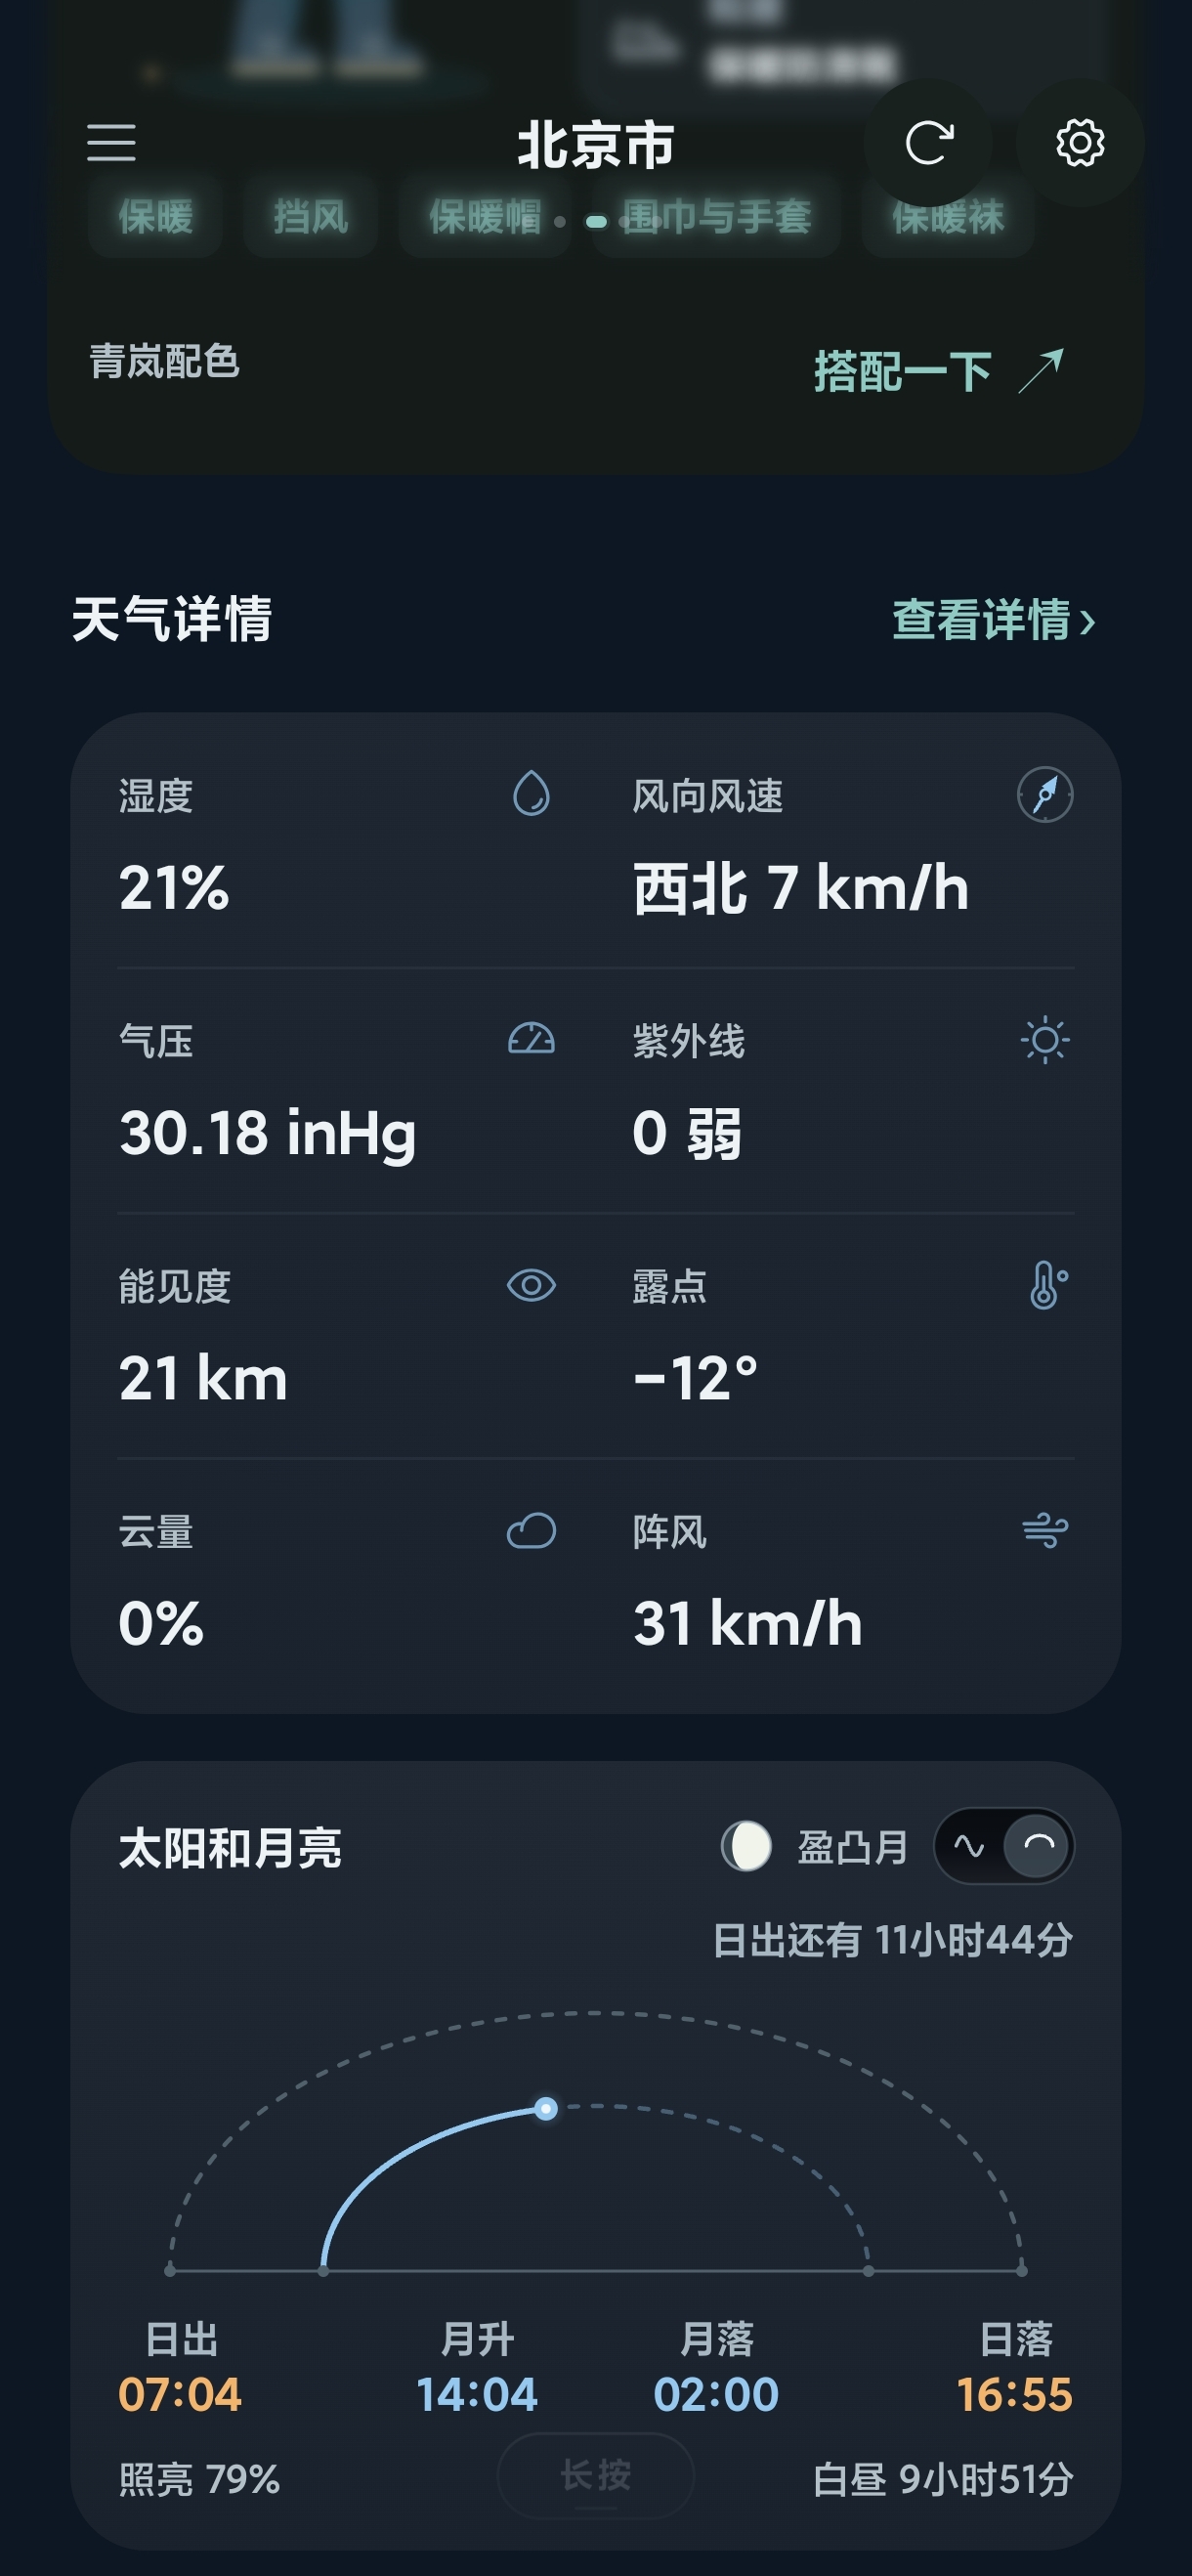 保暖防滑靴
北京市
保暖 挡风 保暖帽 围巾与手套 保暖袜
青岚配色 搭配一下
天气详情 查看详情 ›
湿度 风向风速
21% 西北 7 km/h
气压 紫外线
30.18 inHg 0 弱
能见度 露点
21 km −12°
云量 阵风
0% 31 km/h
太阳和月亮 盈凸月
日出还有 11小时44分
日出 月升 月落 日落
07:04 14:04 02:00 16:55
照亮 79% 长按 白昼 9小时51分